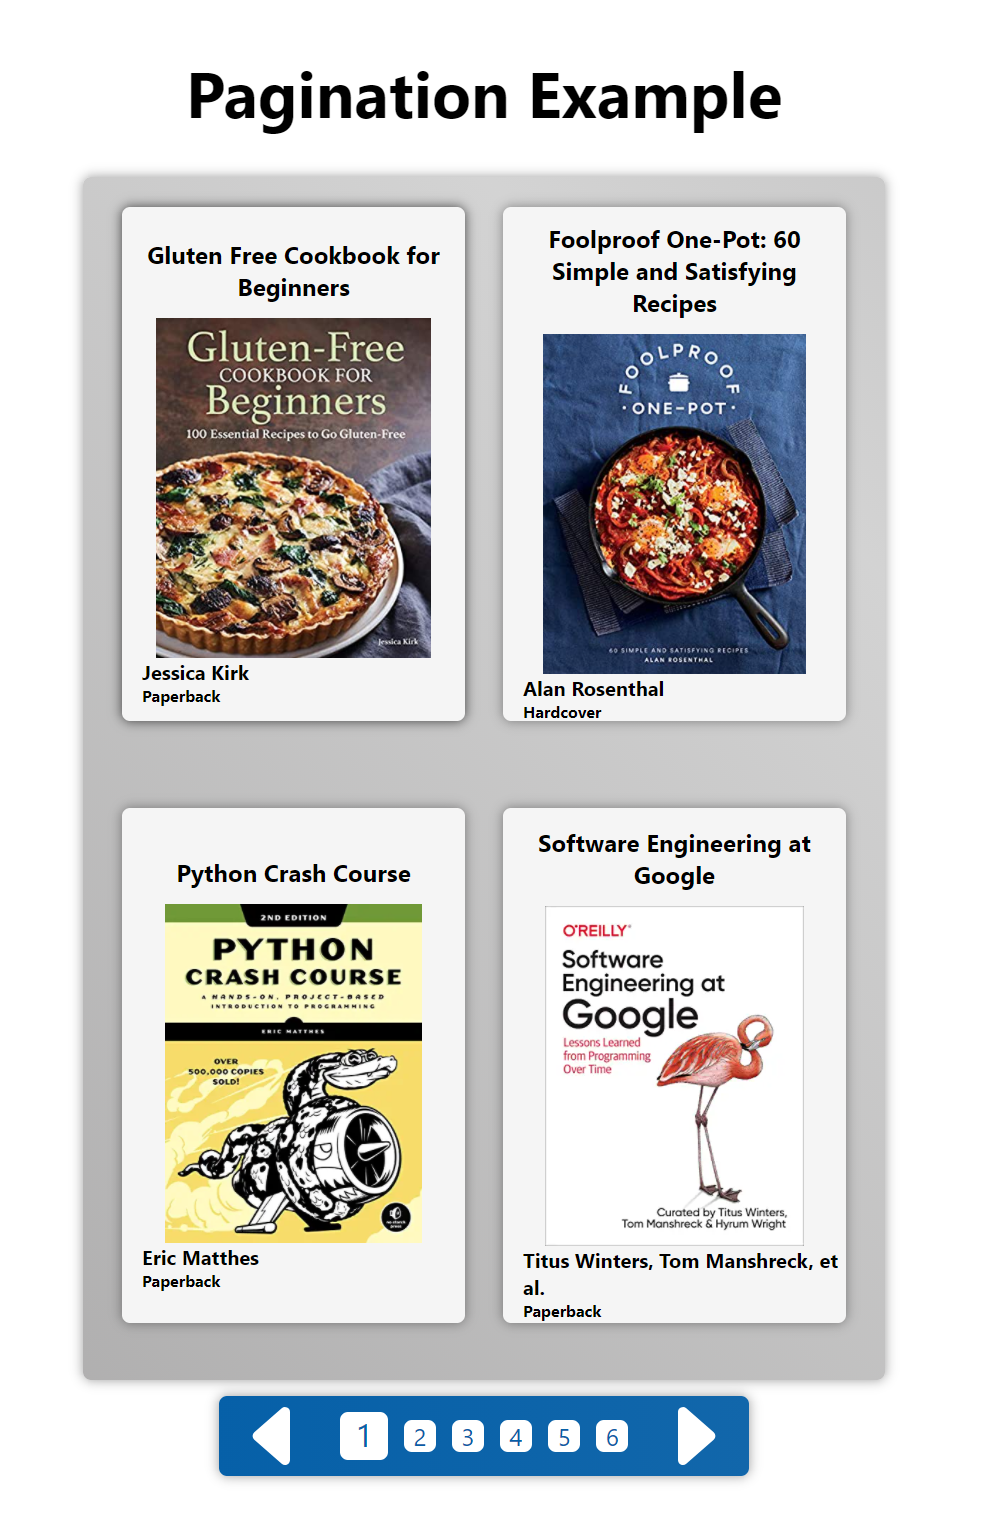 Pagination Example
Gluten Free Cookbook for
Beginners
Gluten-Free
COOKBOOK FOR
Beginners
100 Essential Recipes to Go Gluten-Free
Jessica Kirk
Jessica Kirk
Paperback
Foolproof One-Pot: 60
Simple and Satisfying
Recipes
FOOLPROOF
·ONE-POT·
60 SIMPLE AND SATISFYING RECIPES
ALAN ROSENTHAL
Alan Rosenthal
Hardcover
Python Crash Course
2ND EDITION
PYTHON
CRASH COURSE
A HANDS-ON, PROJECT-BASED
INTRODUCTION TO PROGRAMMING
ERIC MATTHES
OVER
500,000 COPIES
SOLD!
no starch
press
Eric Matthes
Paperback
Software Engineering at
Google
O'REILLY®
Software
Engineering at
Google
Lessons Learned
from Programming
Over Time
Curated by Titus Winters,
Tom Manshreck & Hyrum Wright
Titus Winters, Tom Manshreck, et
al.
Paperback
1 2 3 4 5 6